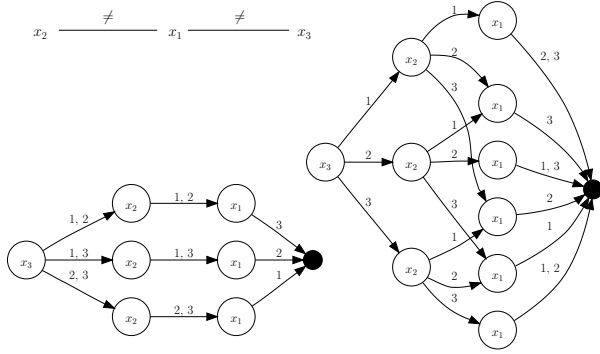 ≠ ≠
x₂ x₁ x₃
1 x₁
x₂ 2 2, 3
3 x₁
1 1 3
x₃ 2 x₂ 2 x₁ 1, 3
3 3 x₁ 2
1 1
x₂ 2 x₁ 1, 2
3 x₁
x₂ 1, 2 x₁
1, 2 3
x₃ 1, 3 x₂ 1, 3 x₁ 2
2, 3 1
x₂ 2, 3 x₁